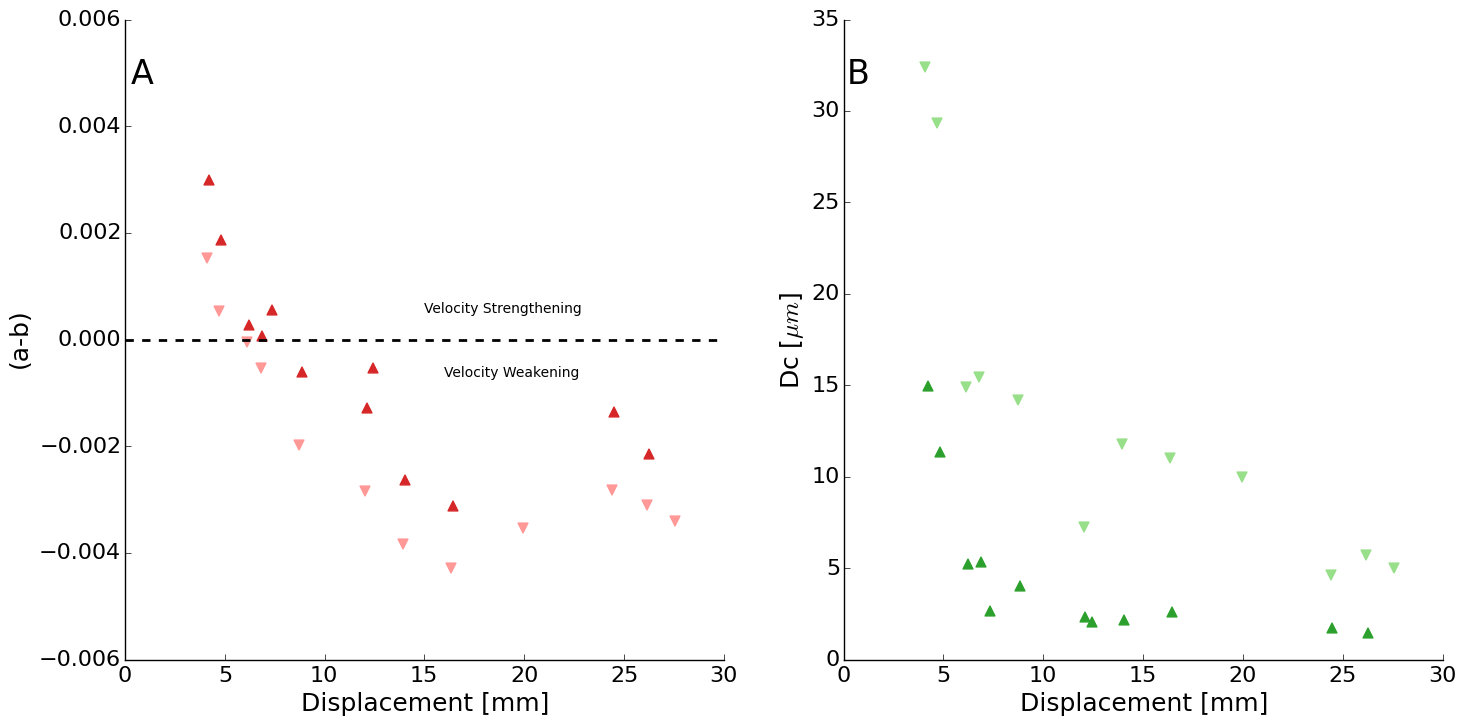 A
0.006
0.004
0.002
0.000
−0.002
−0.004
−0.006
(a-b)
Velocity Strengthening
Velocity Weakening
0 5 10 15 20 25 30
Displacement [mm]
B
35
30
25
20
15
10
5
0
Dc [μm]
0 5 10 15 20 25 30
Displacement [mm]